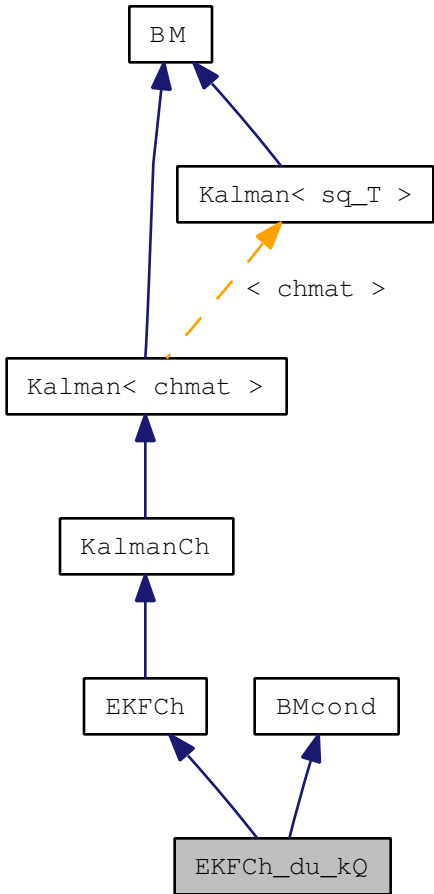 BM
Kalman< sq_T >
< chmat >
Kalman< chmat >
KalmanCh
EKFCh
BMcond
EKFCh_du_kQ